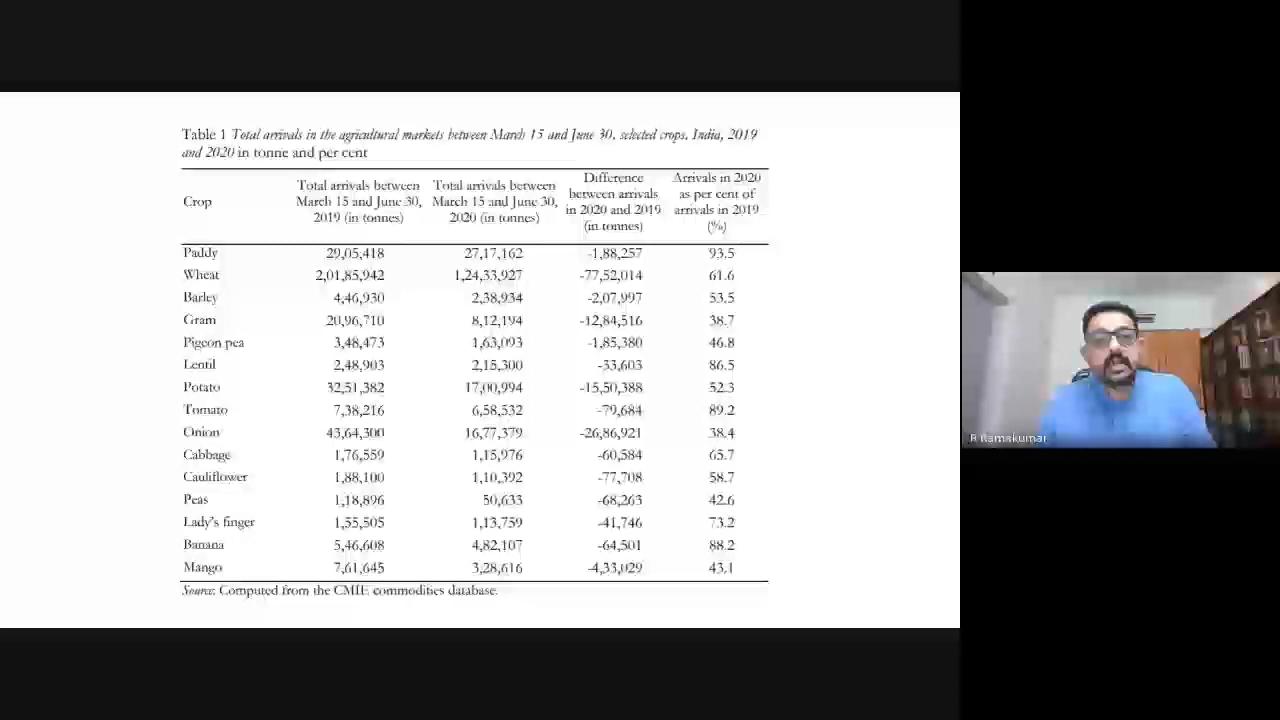 Table 1 Total arrivals in the agricultural markets between March 15 and June 30, selected crops, India, 2019
and 2020 in tonne and per cent
Crop
Total arrivals between
March 15 and June 30,
2019 (in tonnes)
Total arrivals between
March 15 and June 30,
2020 (in tonnes)
Difference
between arrivals
in 2020 and 2019
(in tonnes)
Arrivals in 2020
as per cent of
arrivals in 2019
(%)
Paddy 29,05,418 27,17,162 -1,88,257 93.5
Wheat 2,01,85,942 1,24,33,927 -77,52,014 61.6
Barley 4,46,930 2,38,934 -2,07,997 53.5
Gram 20,96,710 8,12,194 -12,84,516 38.7
Pigeon pea 3,48,473 1,63,093 -1,85,380 46.8
Lentil 2,48,903 2,15,300 -33,603 86.5
Potato 32,51,382 17,00,994 -15,50,388 52.3
Tomato 7,38,216 6,58,532 -79,684 89.2
Onion 43,64,300 16,77,379 -26,86,921 38.4
Cabbage 1,76,559 1,15,976 -60,584 65.7
Cauliflower 1,88,100 1,10,392 -77,708 58.7
Peas 1,18,896 50,633 -68,263 42.6
Lady's finger 1,55,505 1,13,759 -41,746 73.2
Banana 5,46,608 4,82,107 -64,501 88.2
Mango 7,61,645 3,28,616 -4,33,029 43.1
Source: Computed from the CMIE commodities database.
R Ramakumar